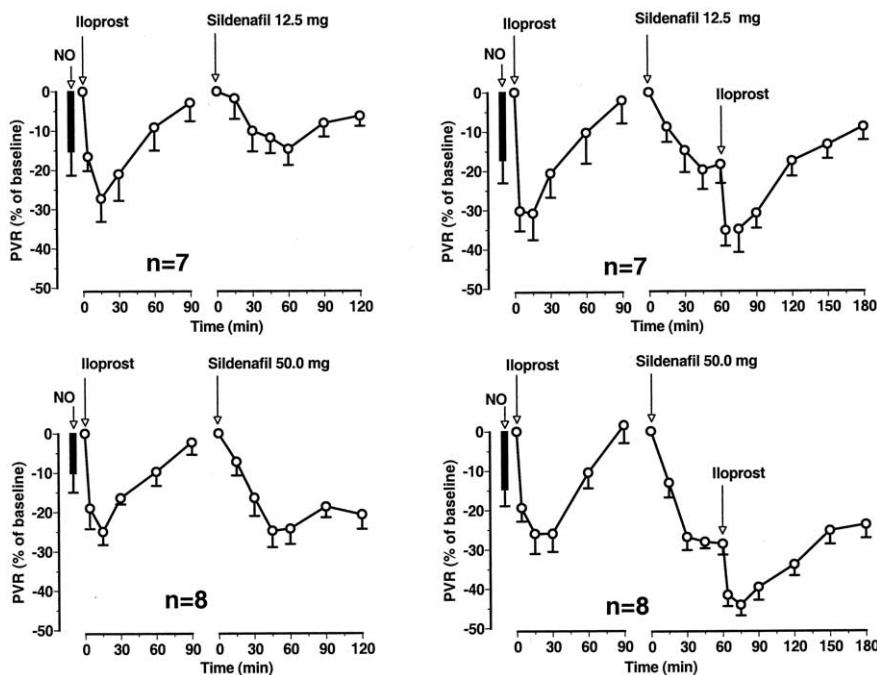 Iloprost
Sildenafil 12.5 mg
NO
PVR (% of baseline)
0
-10
-20
-30
-40
-50
n=7
0 30 60 90 0 30 60 90 120
Time (min)
Iloprost
Sildenafil 12.5 mg
NO
Iloprost
PVR (% of baseline)
0
-10
-20
-30
-40
-50
n=7
0 30 60 90 0 30 60 90 120 150 180
Time (min)
Iloprost
Sildenafil 50.0 mg
NO
PVR (% of baseline)
0
-10
-20
-30
-40
-50
n=8
0 30 60 90 0 30 60 90 120
Time (min)
Iloprost
Sildenafil 50.0 mg
NO
Iloprost
PVR (% of baseline)
0
-10
-20
-30
-40
-50
n=8
0 30 60 90 0 30 60 90 120 150 180
Time (min)